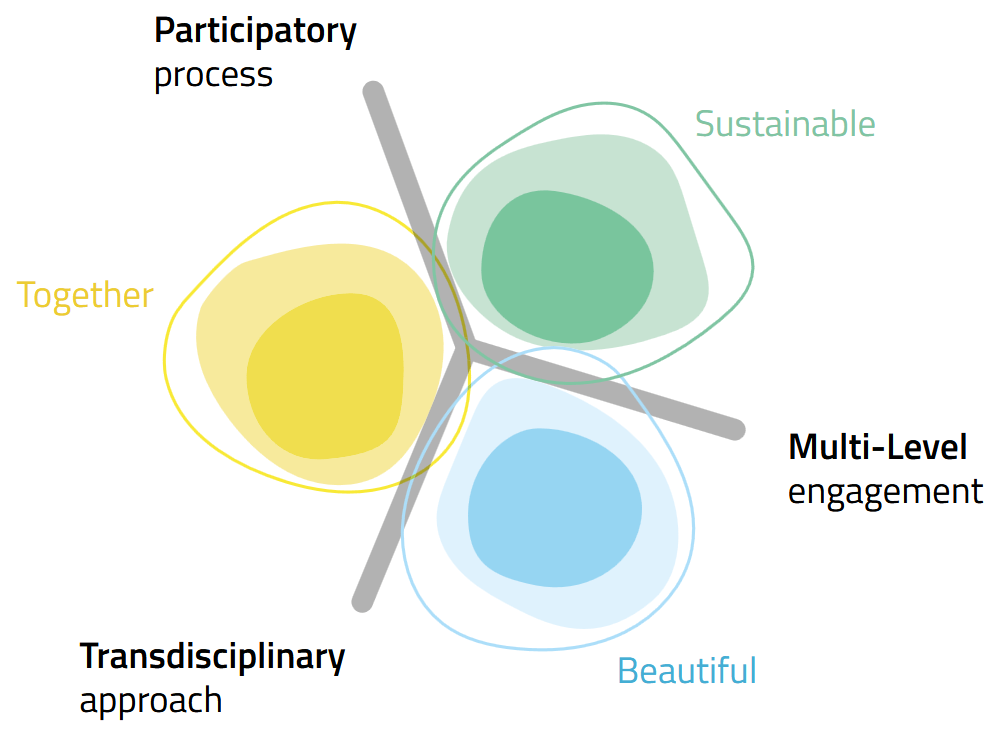 Participatory
process
Sustainable
Together
Multi-Level
engagement
Transdisciplinary
approach
Beautiful